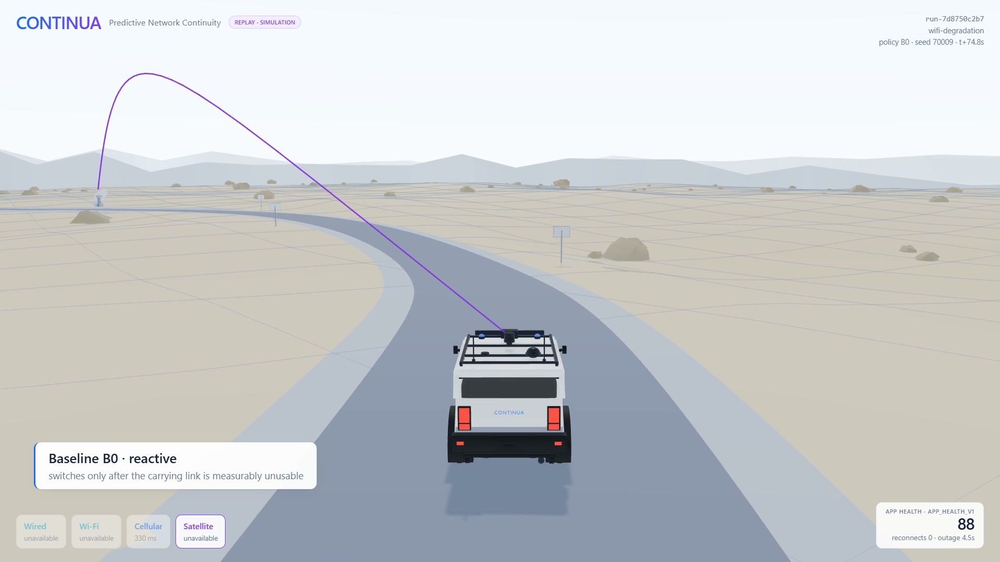 CONTINUA Predictive Network Continuity REPLAY · SIMULATION
run-7d8750c2b7
wifi-degradation
policy B0 · seed 70009 · t+74.8s
CONTINUA
Baseline B0 · reactive
switches only after the carrying link is measurably unusable
Wired
unavailable
Wi-Fi
unavailable
Cellular
330 ms
Satellite
unavailable
APP HEALTH · APP_HEALTH_V1
88
reconnects 0 · outage 4.5s